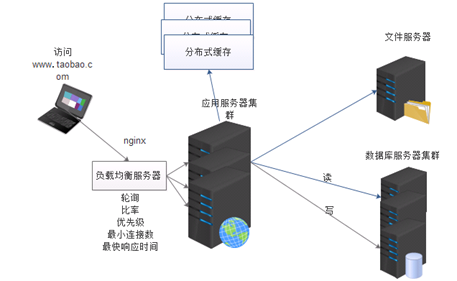 分布式缓存
分布式缓存
分布式缓存
访问
www.taobao.c
om
文件服务器
应用服务器集
群
nginx
负载均衡服务器
数据库服务器集群
轮询
比率
优先级
最小连接数
最快响应时间
读
写